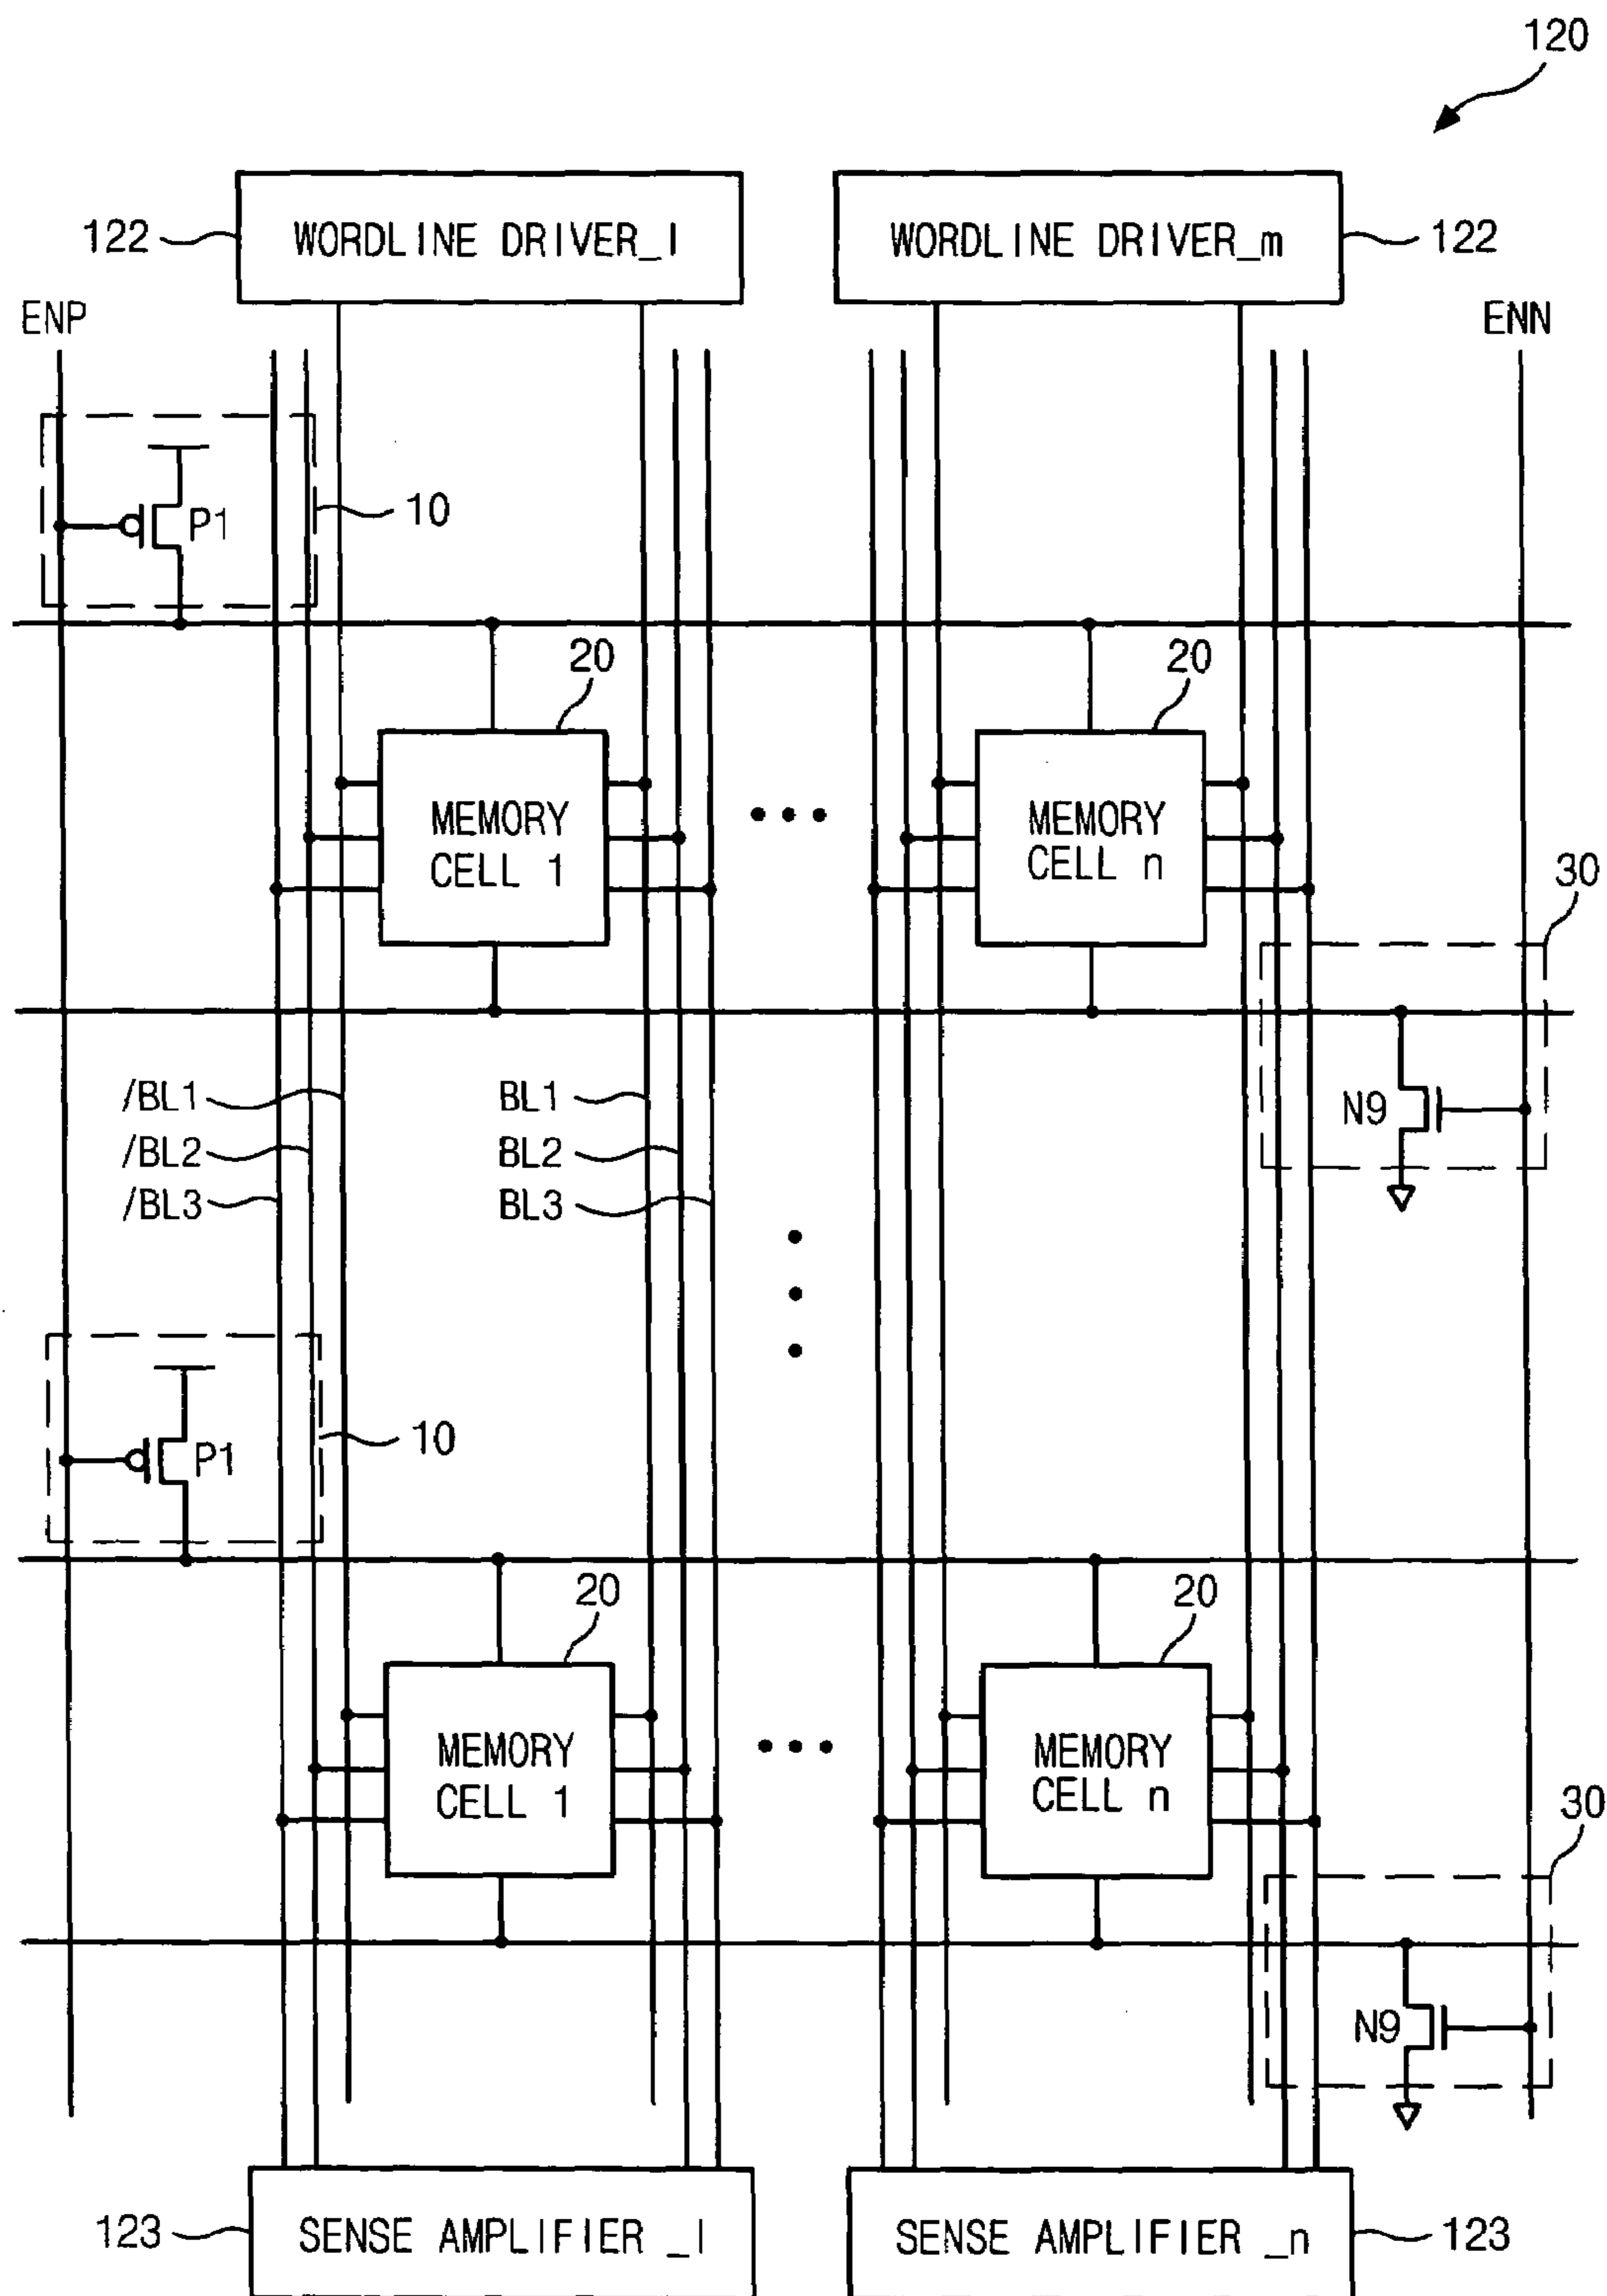 120
WORDLINE DRIVER_l
WORDLINE DRIVER_m
122
122
ENP
ENN
P1
10
20
20
MEMORY
CELL 1
MEMORY
CELL n
30
/BL1
BL1
N9
/BL2
BL2
/BL3
BL3
P1
10
20
20
MEMORY
CELL 1
MEMORY
CELL n
30
N9
123
SENSE AMPLIFIER _l
SENSE AMPLIFIER _n
123